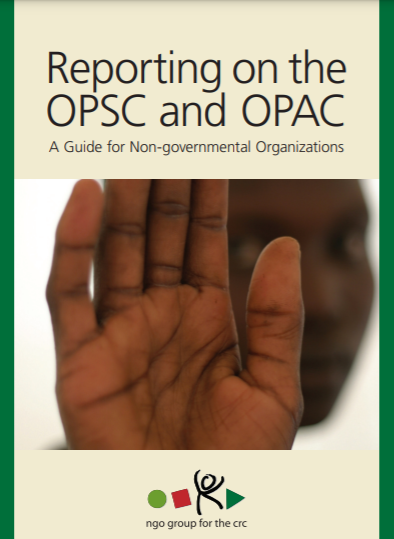 Reporting on the
OPSC and OPAC
A Guide for Non-governmental Organizations
ngo group for the crc